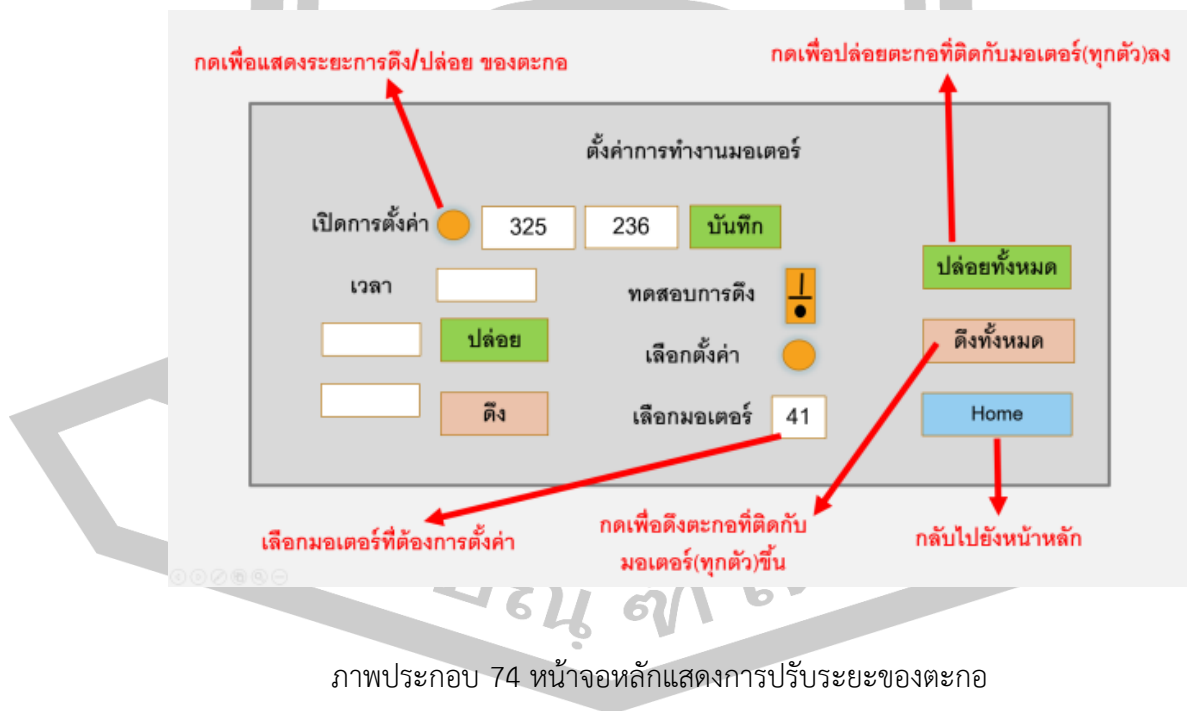 กดเพื่อแสดงระยะการดึง/ปล่อย ของตะกอ
กดเพื่อปล่อยตะกอที่ติดกับมอเตอร์(ทุกตัว)ลง
ตั้งค่าการทำงานมอเตอร์
เปิดการตั้งค่า 325 236 บันทึก
ปล่อยทั้งหมด
เวลา
ทดสอบการดึง
ปล่อย
ดึงทั้งหมด
เลือกตั้งค่า
ดึง
เลือกมอเตอร์ 41
Home
เลือกมอเตอร์ที่ต้องการตั้งค่า
กดเพื่อดึงตะกอที่ติดกับ
มอเตอร์(ทุกตัว)ขึ้น
กลับไปยังหน้าหลัก
ภาพประกอบ 74 หน้าจอหลักแสดงการปรับระยะของตะกอ